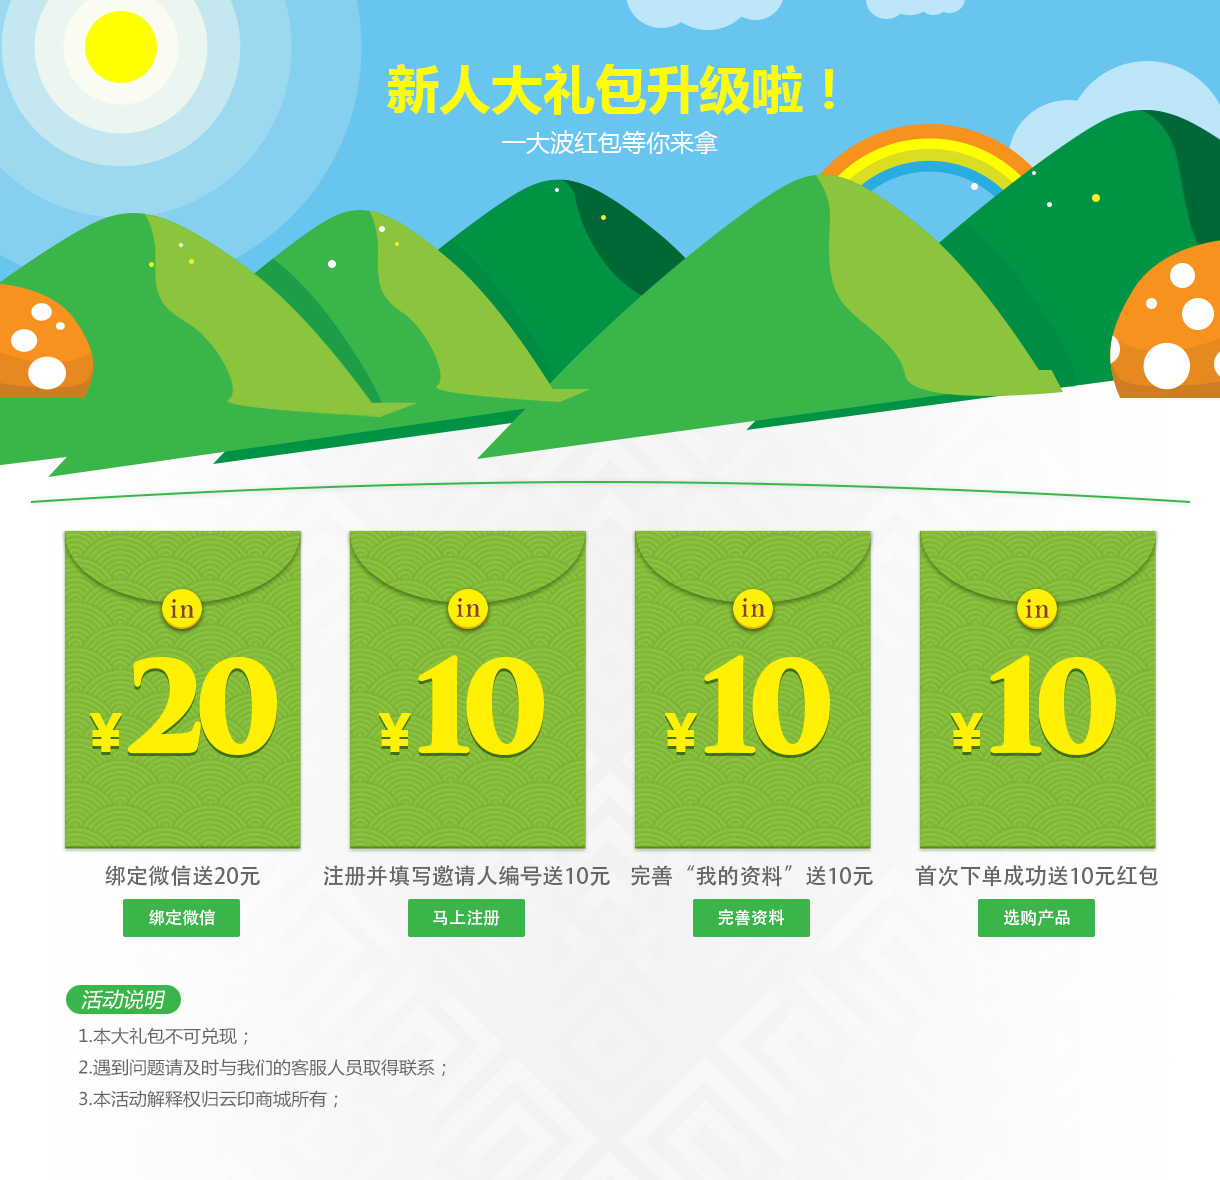 新人大礼包升级啦！
一大波红包等你来拿
in
in
in
in
¥20
¥10
¥10
¥10
绑定微信送20元
注册并填写邀请人编号送10元
完善“我的资料”送10元
首次下单成功送10元红包
绑定微信
马上注册
完善资料
选购产品
活动说明
1.本大礼包不可兑现；
2.遇到问题请及时与我们的客服人员取得联系；
3.本活动解释权归云印商城所有；